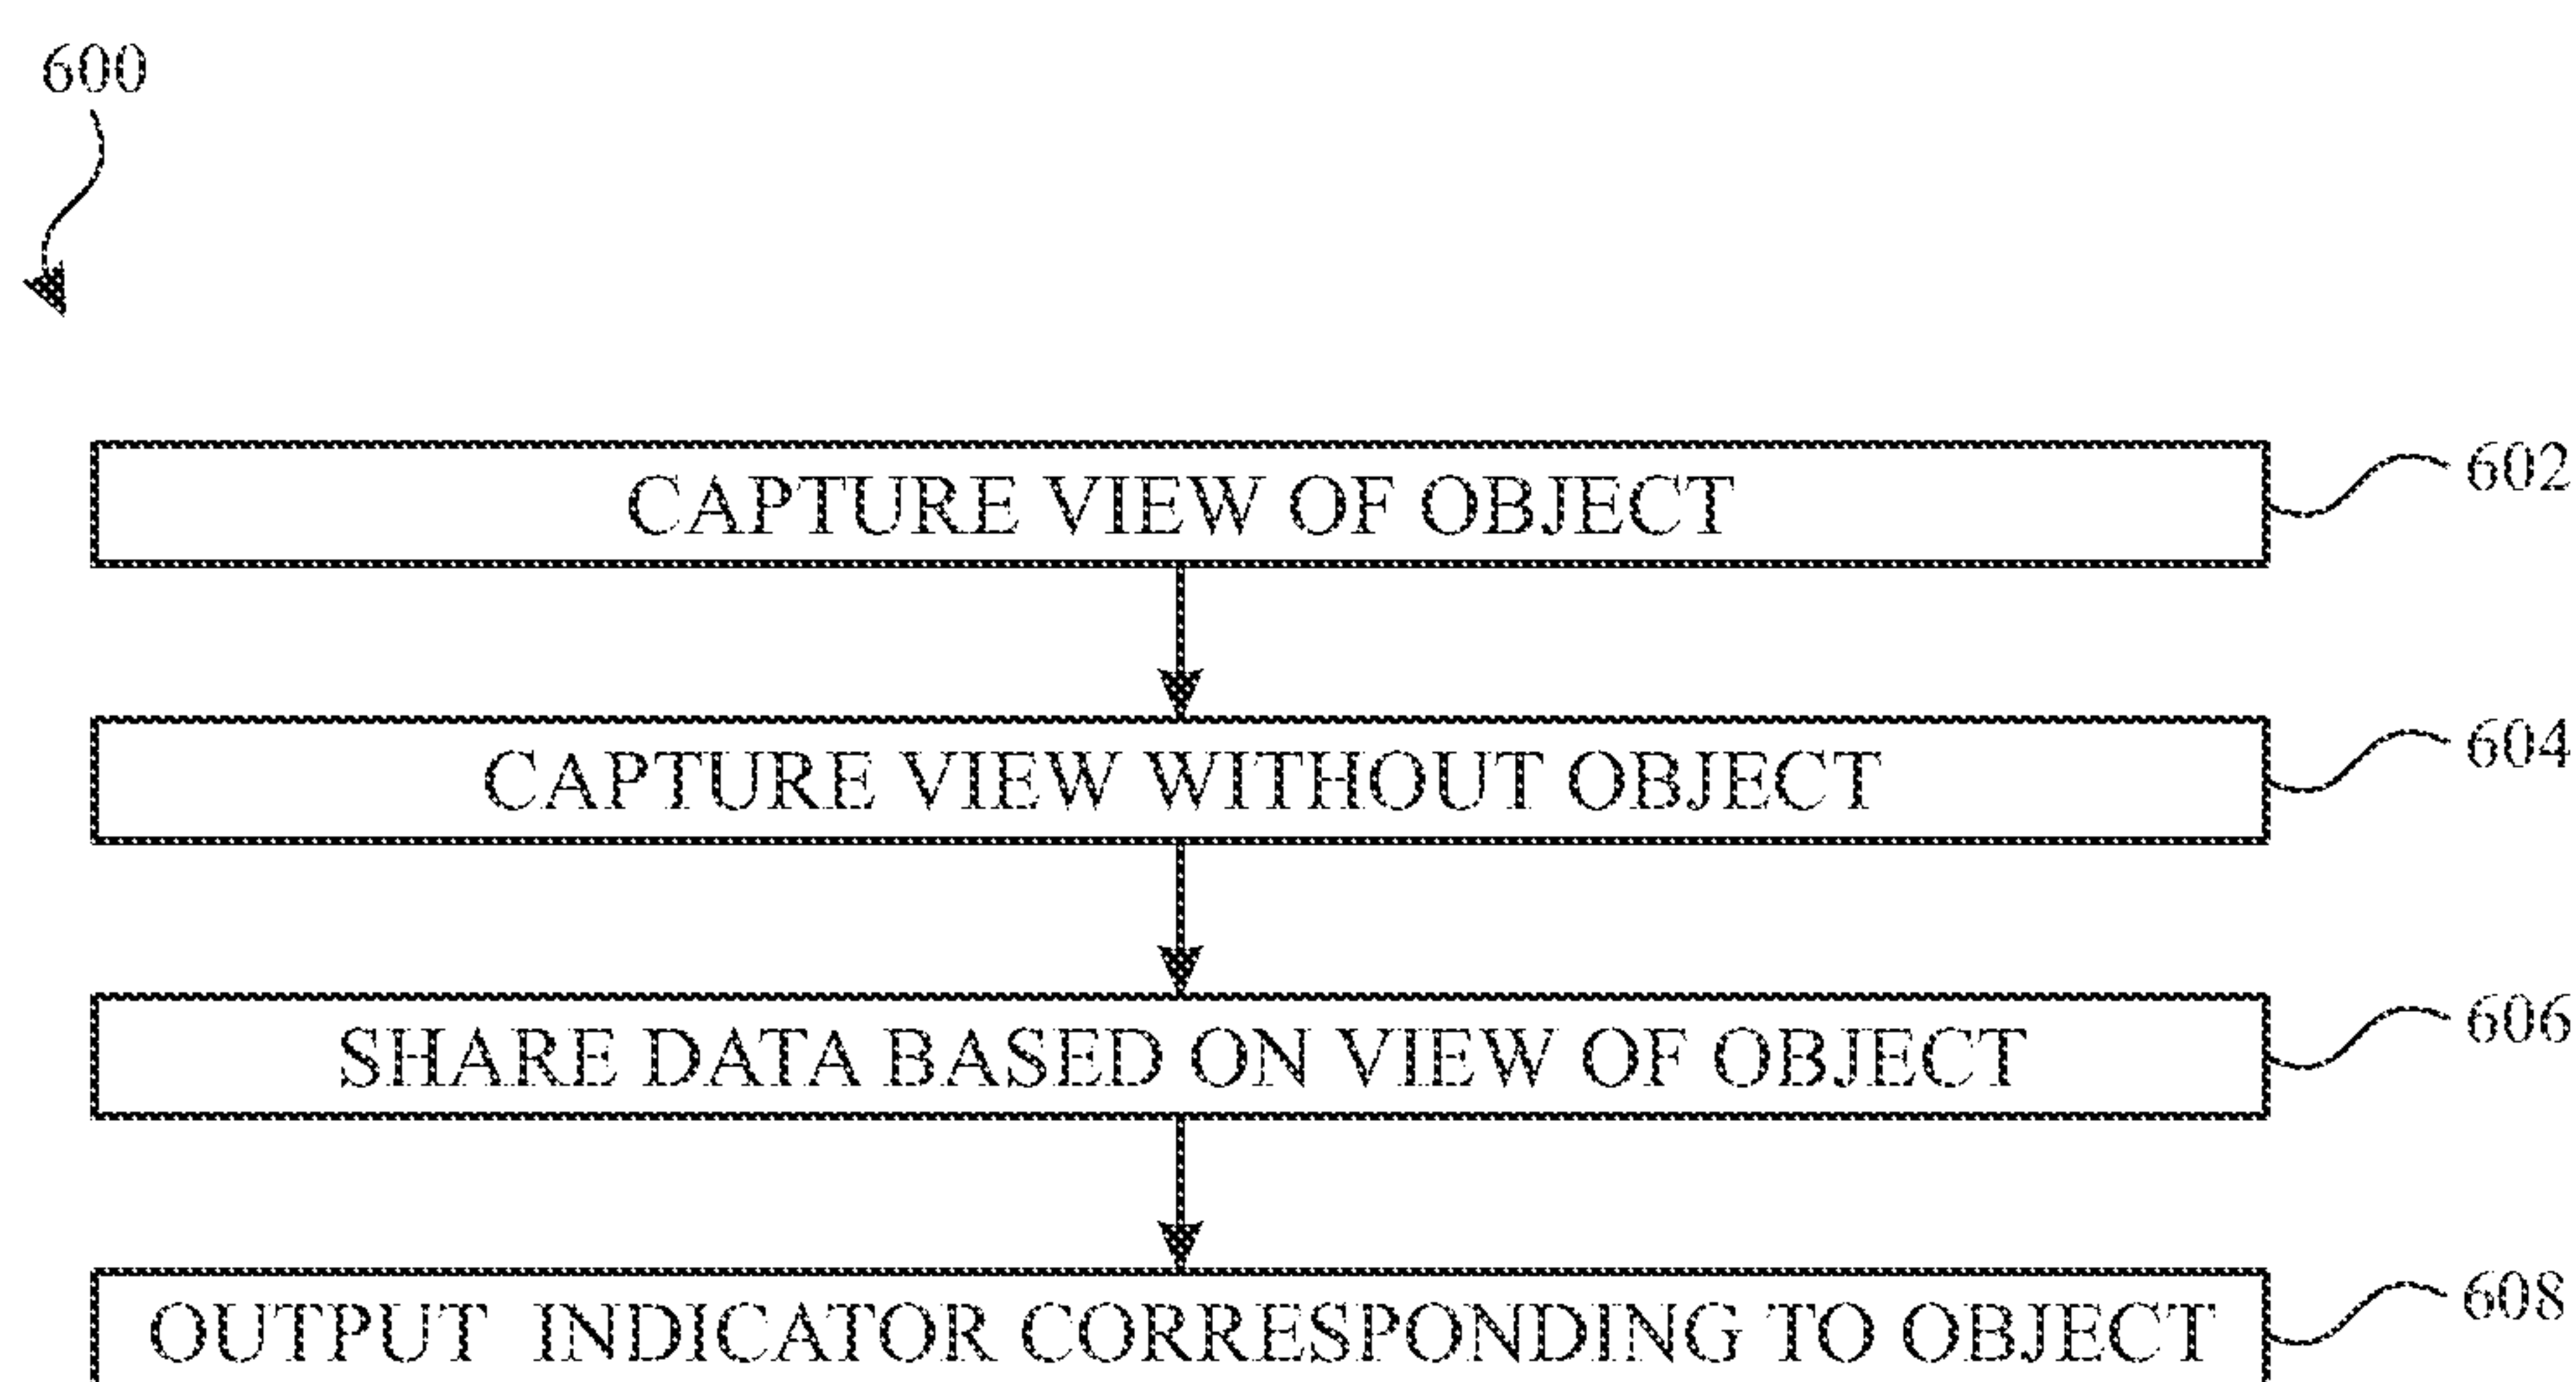 600
CAPTURE VIEW OF OBJECT
602
CAPTURE VIEW WITHOUT OBJECT
604
SHARE DATA BASED ON VIEW OF OBJECT
606
OUTPUT INDICATOR CORRESPONDING TO OBJECT
608